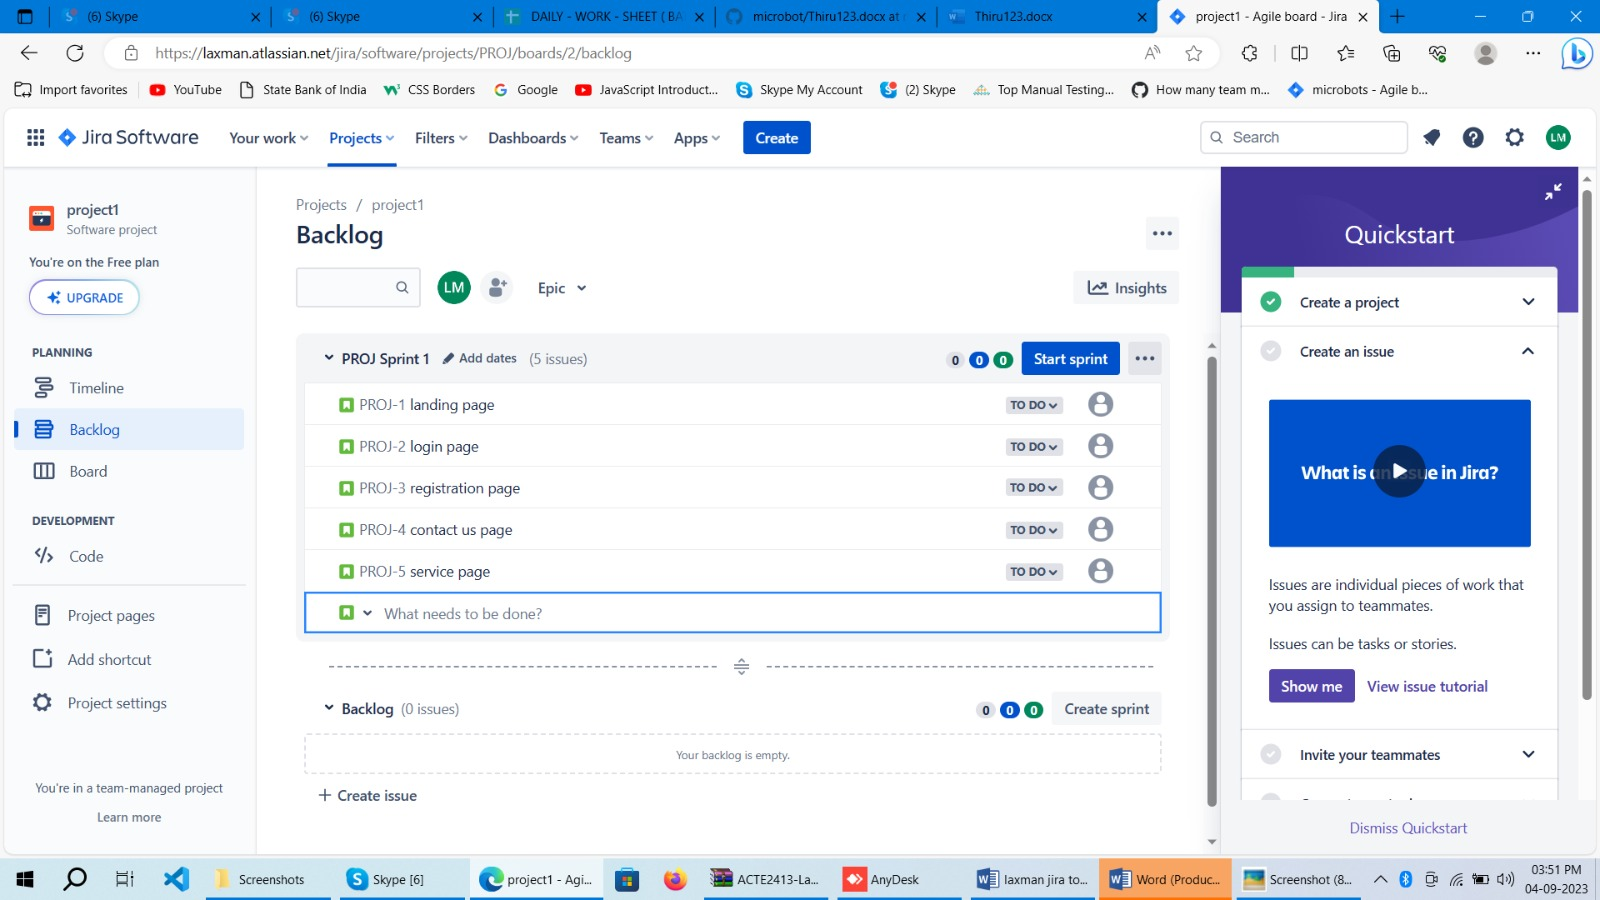 (6) Skype
(6) Skype
DAILY - WORK - SHEET ( BA
microbot/Thiru123.docx at
Thiru123.docx
project1 - Agile board - Jira
https://laxman.atlassian.net/jira/software/projects/PROJ/boards/2/backlog
Import favorites
YouTube
State Bank of India
CSS Borders
Google
JavaScript Introduct...
Skype My Account
(2) Skype
Top Manual Testing...
How many team m...
microbots - Agile b...
Jira Software
Your work
Projects
Filters
Dashboards
Teams
Apps
Create
Search
LM
project1
Software project
You're on the Free plan
UPGRADE
PLANNING
Timeline
Backlog
Board
DEVELOPMENT
Code
Project pages
Add shortcut
Project settings
You're in a team-managed project
Learn more
Projects / project1
Backlog
LM
Epic
Insights
PROJ Sprint 1 Add dates (5 issues)
0 0 0 Start sprint
PROJ-1 landing page TO DO
PROJ-2 login page TO DO
PROJ-3 registration page TO DO
PROJ-4 contact us page TO DO
PROJ-5 service page TO DO
What needs to be done?
Backlog (0 issues)
0 0 0 Create sprint
Your backlog is empty.
+ Create issue
Quickstart
Create a project
Create an issue
What is an issue in Jira?
Issues are individual pieces of work that
you assign to teammates.
Issues can be tasks or stories.
Show me
View issue tutorial
Invite your teammates
Dismiss Quickstart
Screenshots
Skype [6]
project1 - Agi...
ACTE2413-La...
AnyDesk
laxman jira to...
Word (Produc...
Screenshot (8...
03:51 PM
04-09-2023